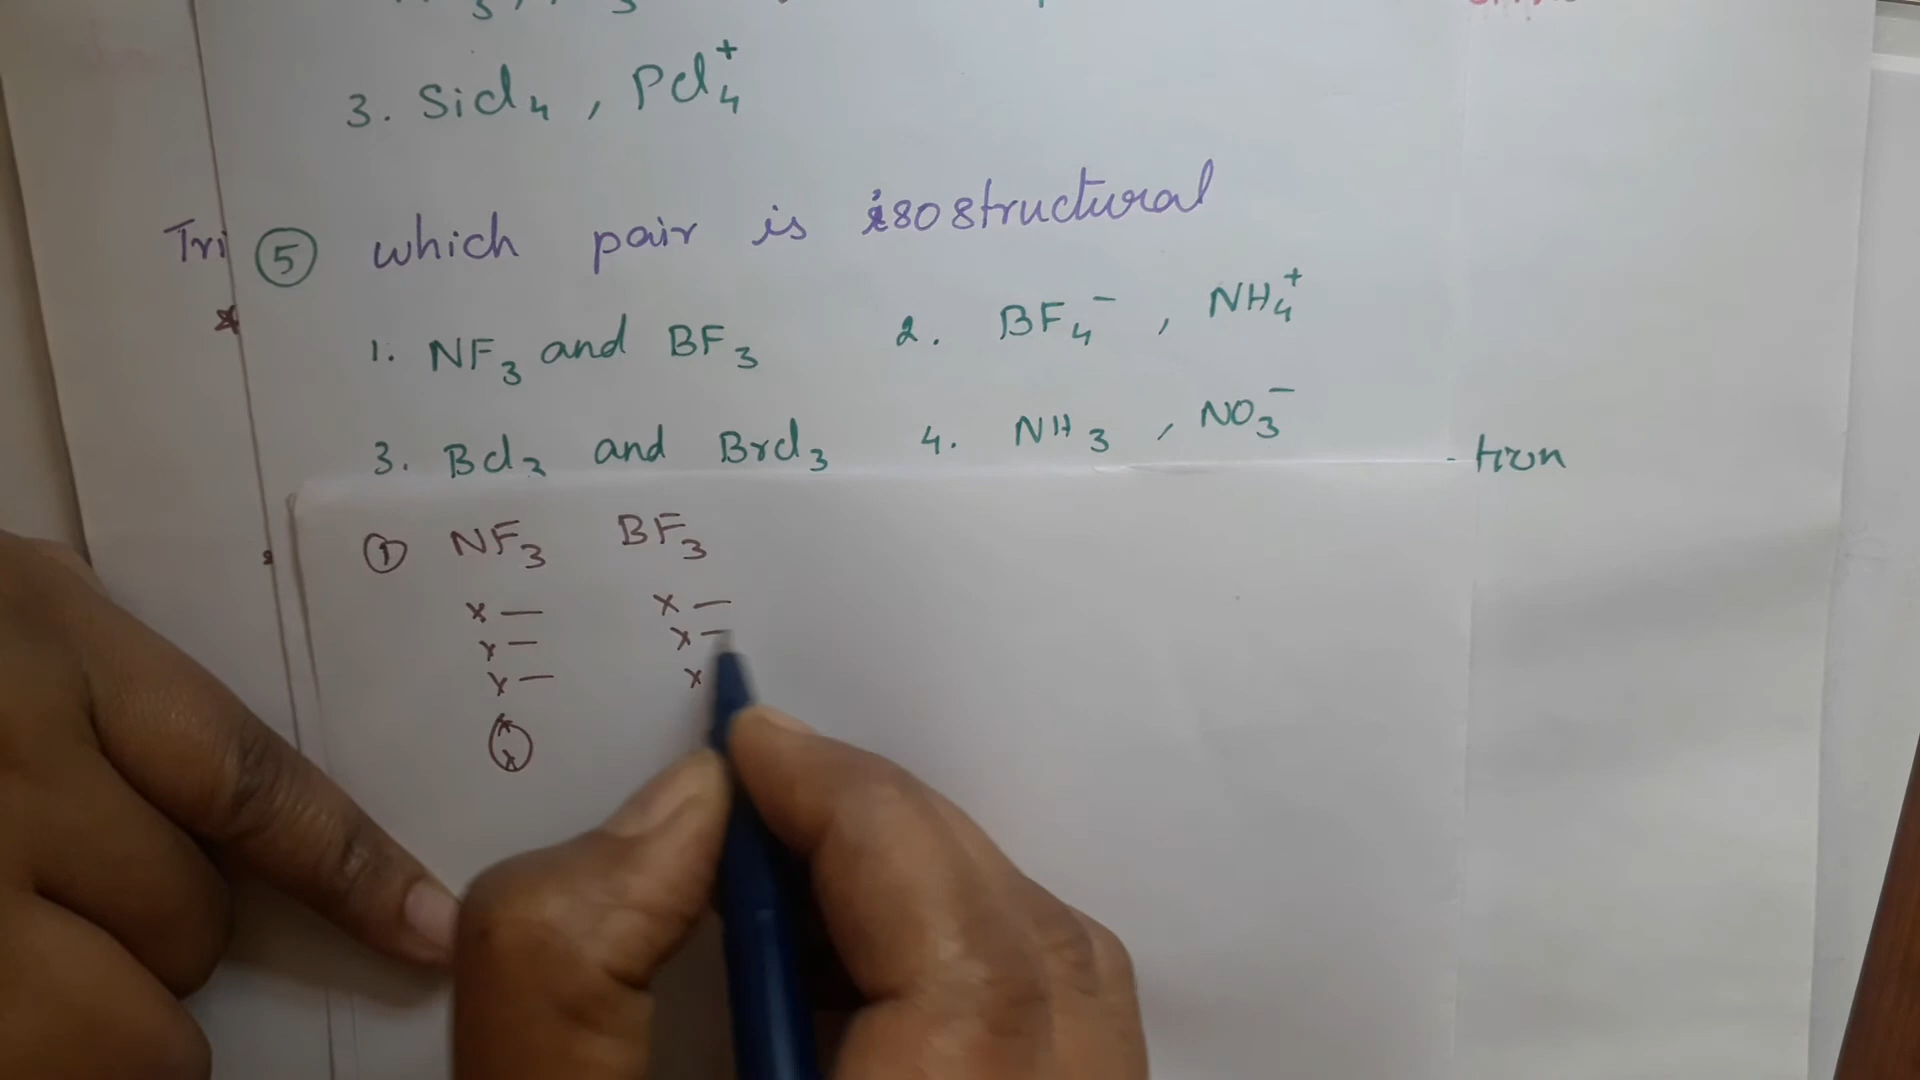 3. Sicl₄ , Pcl₄⁺
Tri ⑤ which pair is isostructural
1. NF₃ and BF₃ 2. BF₄⁻ , NH₄⁺
3. Bcl₃ and Brcl₃ 4. NH₃ , NO₃⁻
- tion
① NF₃ BF₃
x — x —
x — x —
x — x
x
x